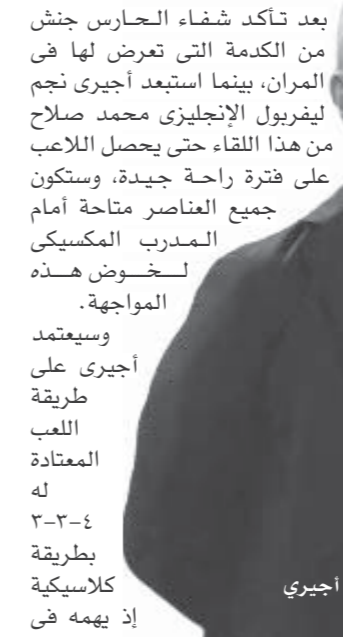 بعد تأكد شفاء الحارس جنش
من الكدمة التى تعرض لها فى
المران، بينما استبعد أجيرى نجم
ليفربول الإنجليزى محمد صلاح
من هذا اللقاء حتى يحصل اللاعب
على فترة راحة جيدة، وستكون
جميع العناصر متاحة أمام
المدرب المكسيكى
لخوض هذه
المواجهة.
وسيعتمد
أجيرى على
طريقة
اللعب
المعتادة
له
٤-٣-٣
بطريقة
كلاسيكية
إذ يهمه فى
أجيري